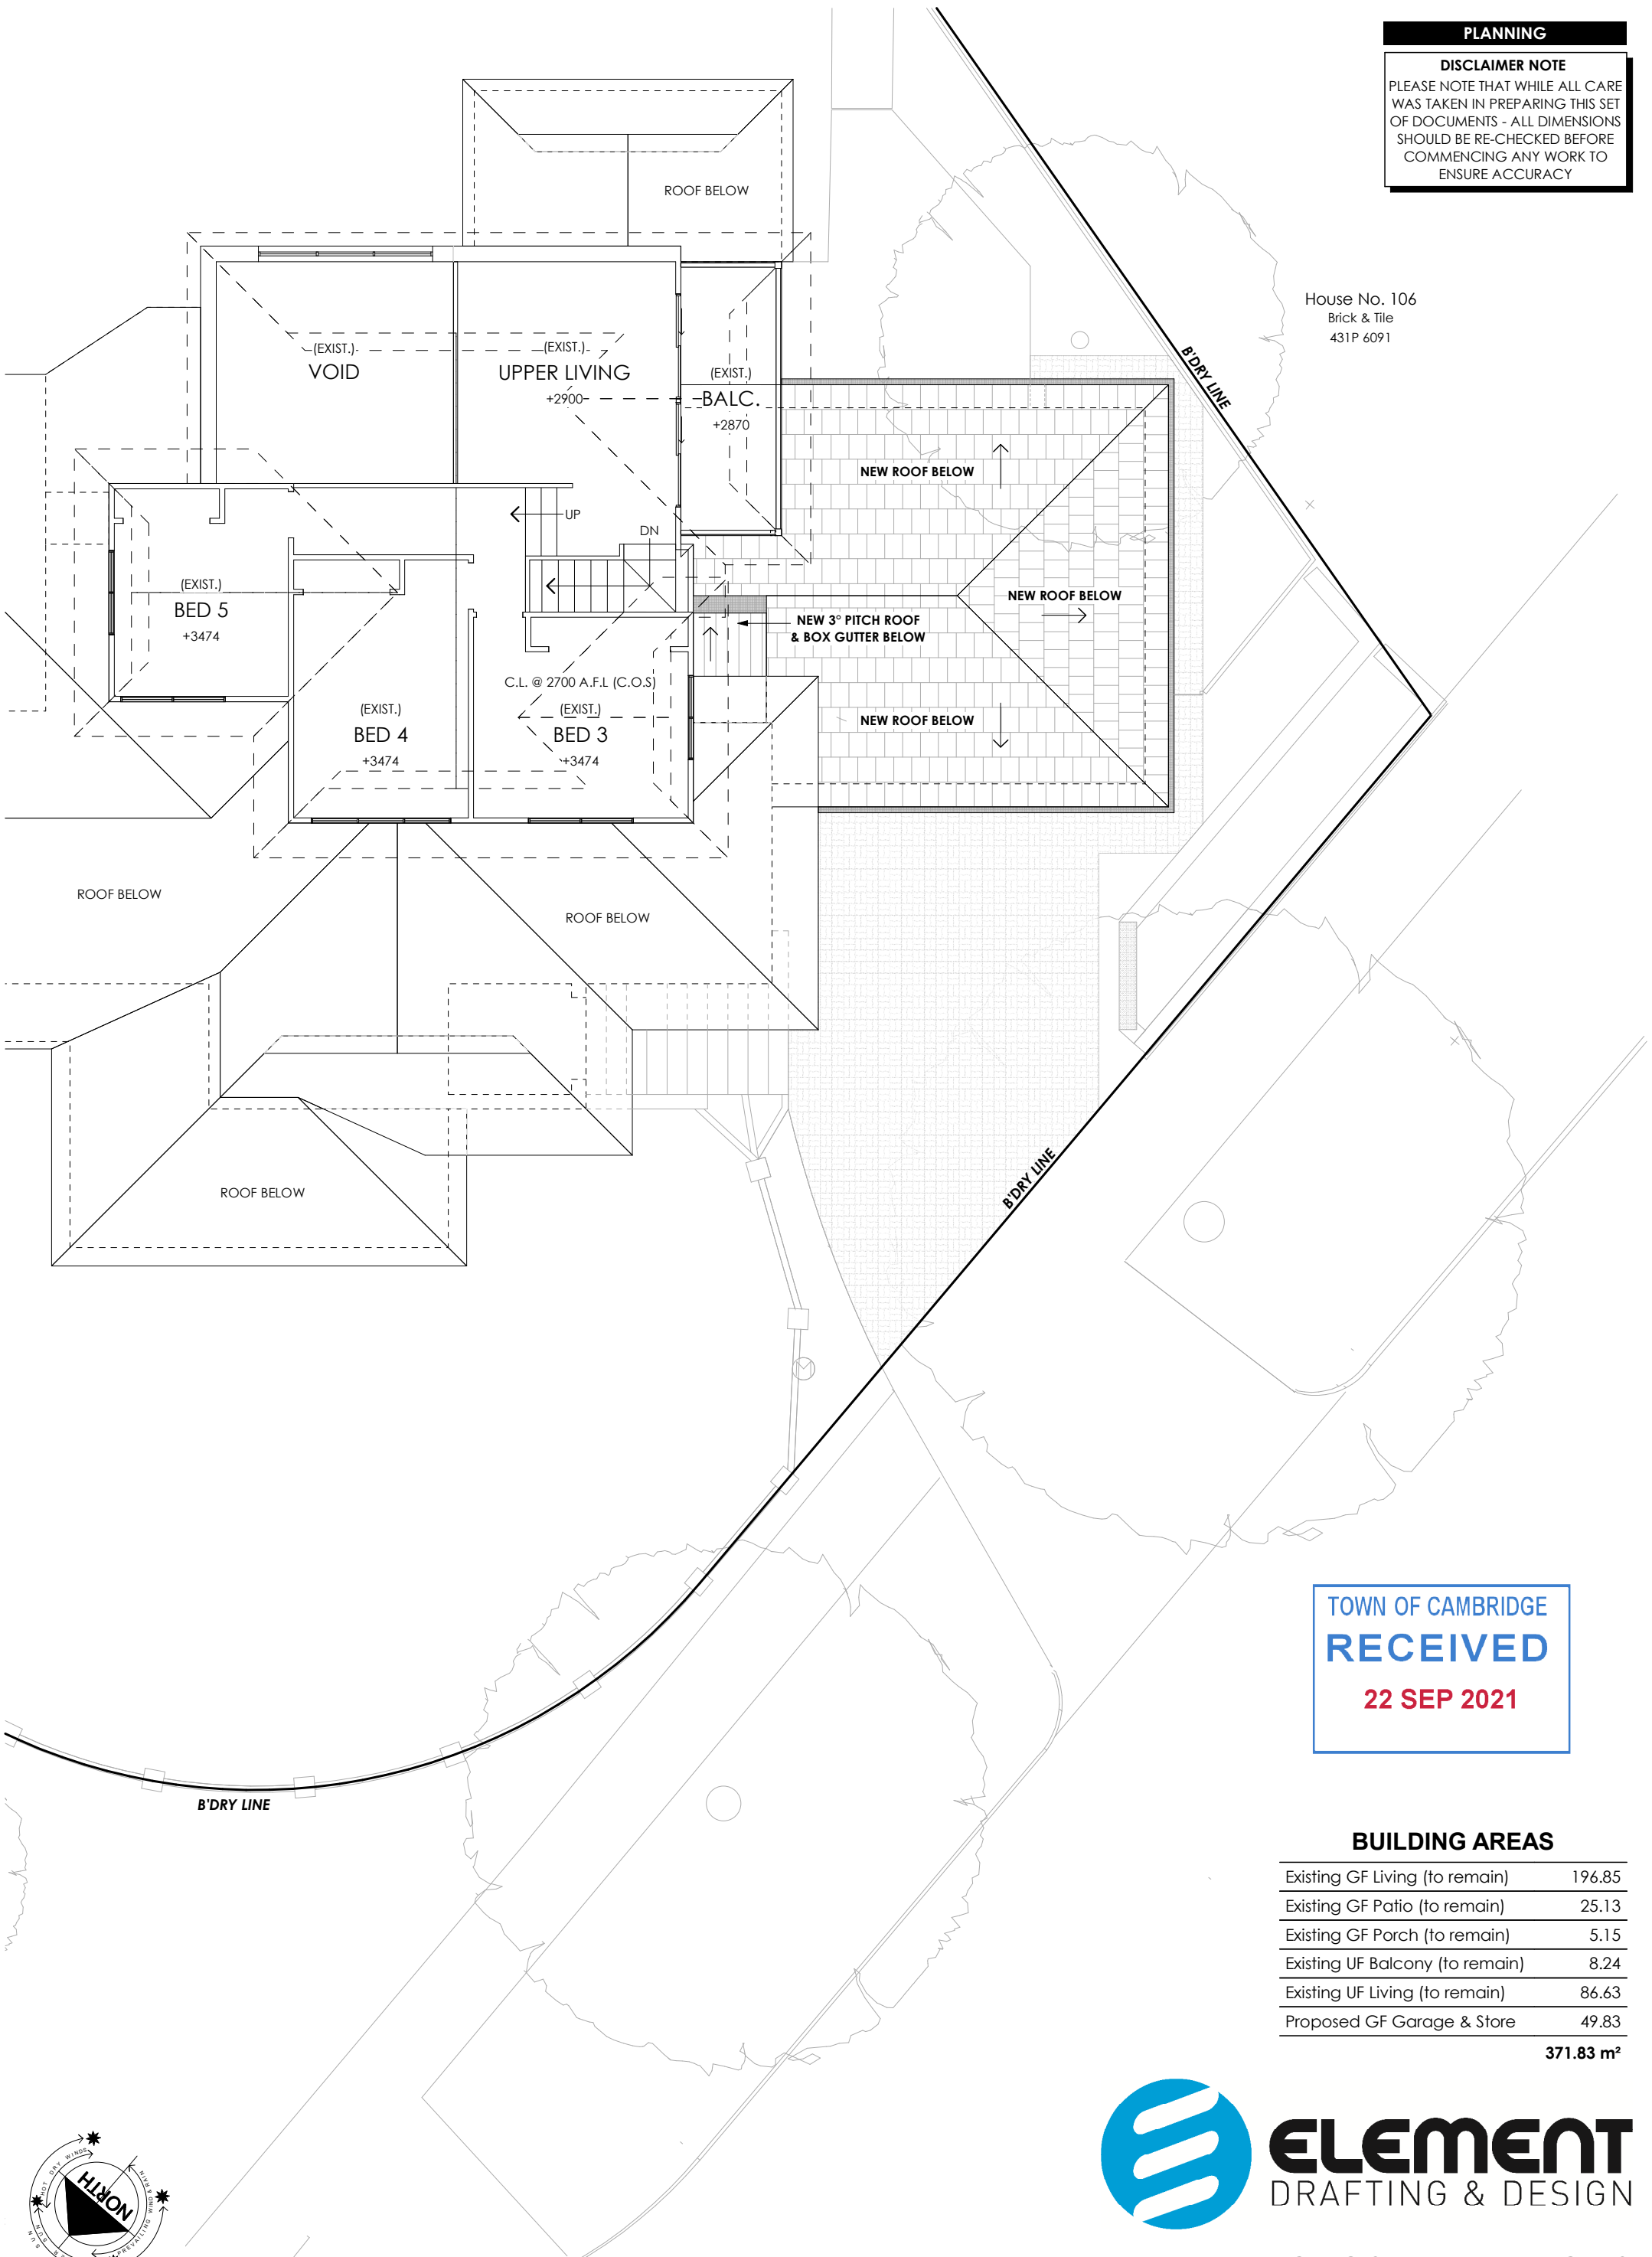 PLANNING
DISCLAIMER NOTE
PLEASE NOTE THAT WHILE ALL CARE
WAS TAKEN IN PREPARING THIS SET
OF DOCUMENTS - ALL DIMENSIONS
SHOULD BE RE-CHECKED BEFORE
COMMENCING ANY WORK TO
ENSURE ACCURACY
ROOF BELOW
House No. 106
Brick & Tile
431P 6091
B'DRY LINE
(EXIST.)
VOID
(EXIST.)
UPPER LIVING
+2900
(EXIST.)
BALC.
+2870
NEW ROOF BELOW
UP
DN
(EXIST.)
BED 5
+3474
NEW ROOF BELOW
NEW 3° PITCH ROOF
& BOX GUTTER BELOW
C.L. @ 2700 A.F.L (C.O.S)
(EXIST.)
BED 4
+3474
(EXIST.)
BED 3
+3474
NEW ROOF BELOW
ROOF BELOW
ROOF BELOW
B'DRY LINE
ROOF BELOW
TOWN OF CAMBRIDGE
RECEIVED
22 SEP 2021
B'DRY LINE
BUILDING AREAS
Existing GF Living (to remain) 196.85
Existing GF Patio (to remain) 25.13
Existing GF Porch (to remain) 5.15
Existing UF Balcony (to remain) 8.24
Existing UF Living (to remain) 86.63
Proposed GF Garage & Store 49.83
371.83 m²
ELEMENT
DRAFTING & DESIGN
HOT DRY WINDS
NORTH
PREVAILING WIND & RAIN
SUN